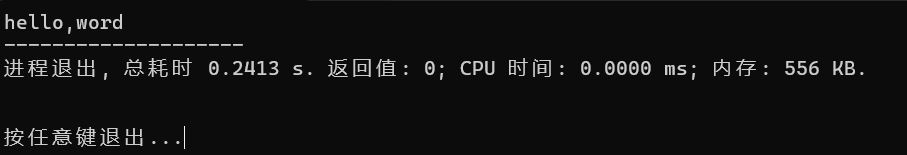 hello,word
--------------------
进程退出, 总耗时 0.2413 s. 返回值: 0; CPU 时间: 0.0000 ms; 内存: 556 KB.
按任意键退出...